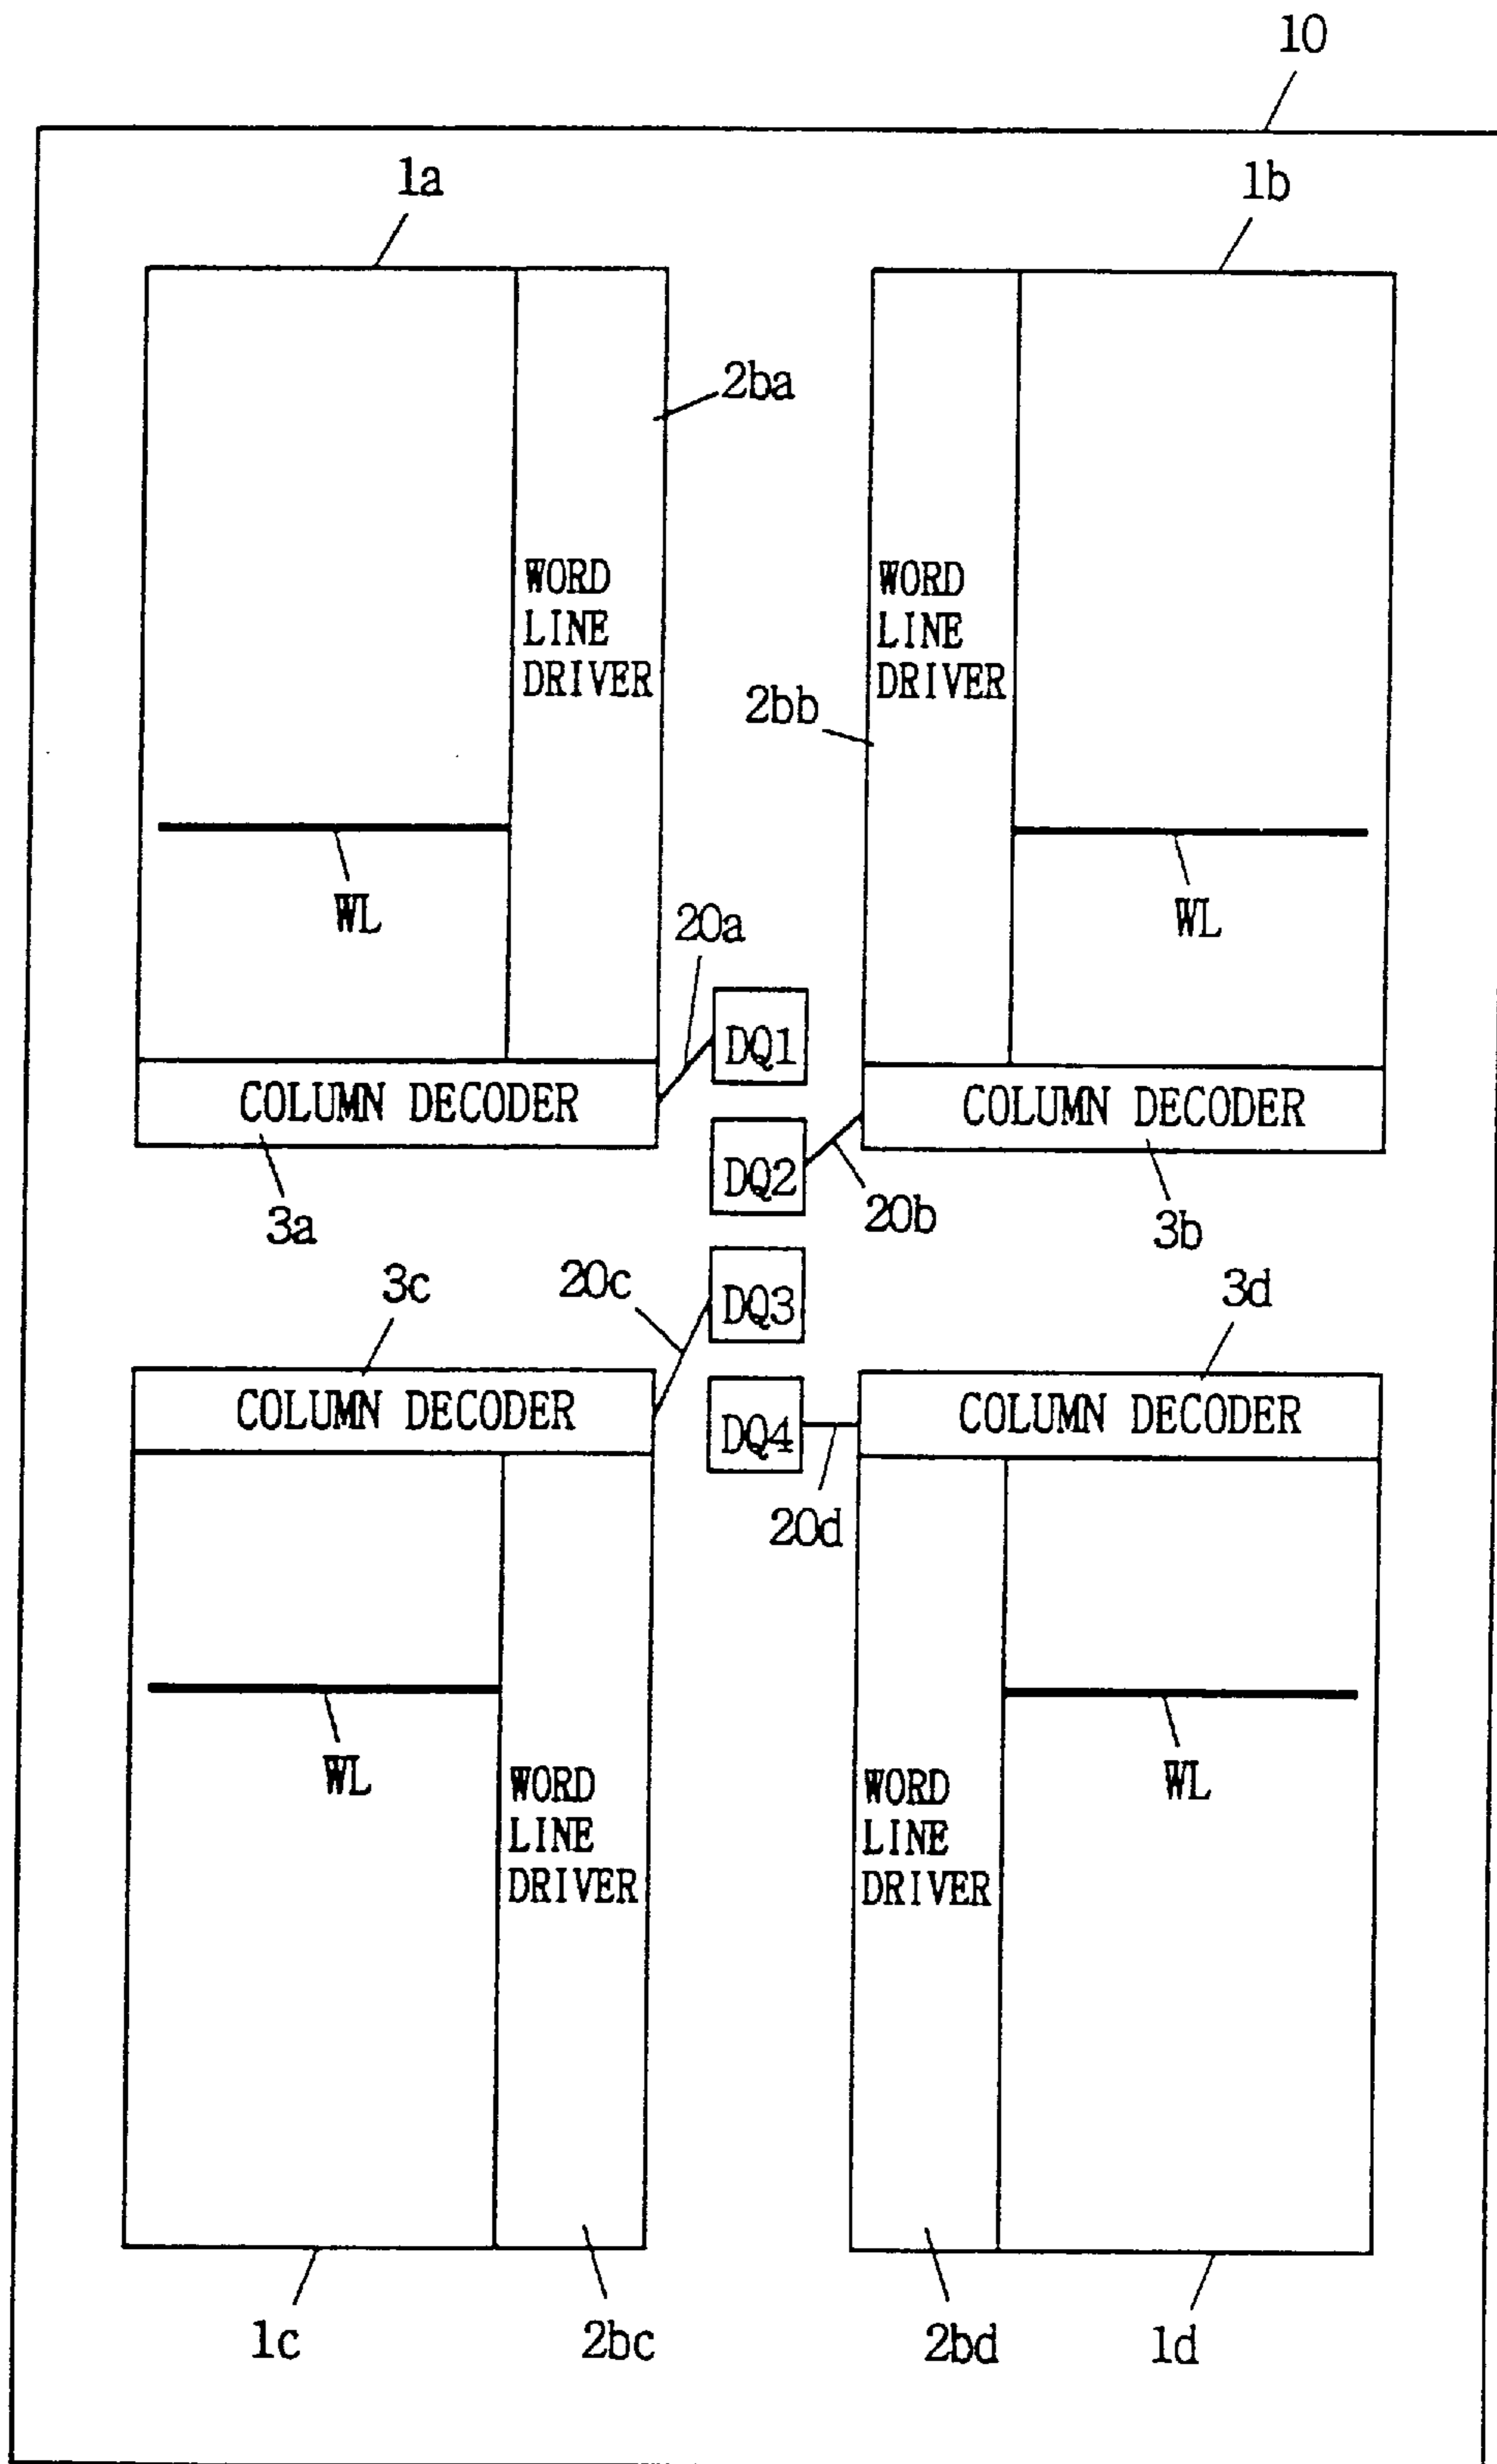 10
1a
1b
2ba
WORD
LINE
DRIVER
WORD
LINE
DRIVER
2bb
WL
WL
20a
DQ1
COLUMN DECODER
COLUMN DECODER
DQ2
20b
3a
3b
20c
3c
DQ3
3d
COLUMN DECODER
COLUMN DECODER
DQ4
20d
WL
WL
WORD
LINE
DRIVER
WORD
LINE
DRIVER
1c
2bc
2bd
1d